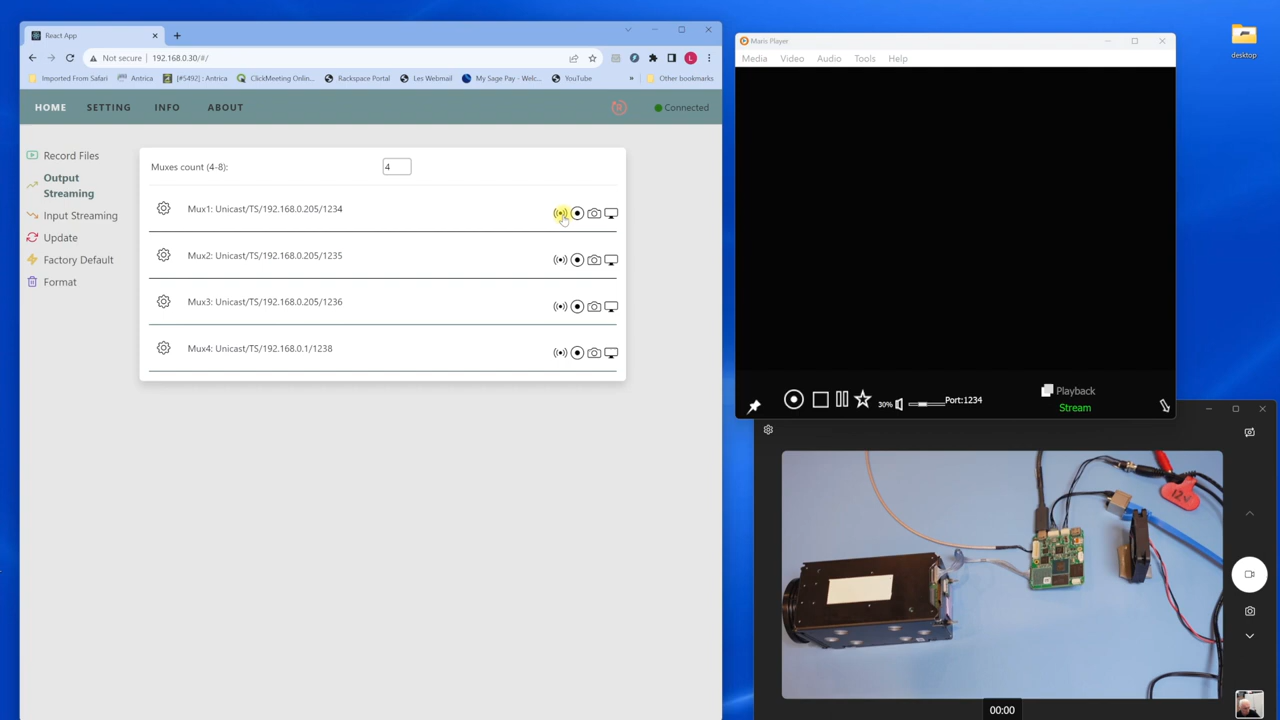 React App
Not secure 192.168.0.30/#/
Imported From Safari Antrica [#5492] : Antrica ClickMeeting Onlin... Rackspace Portal Les Webmail My Sage Pay - Welc... YouTube » Other bookmarks
HOME SETTING INFO ABOUT Connected
Record Files
Output
Streaming
Input Streaming
Update
Factory Default
Format
Muxes count (4-8): 4
Mux1: Unicast/TS/192.168.0.205/1234
Mux2: Unicast/TS/192.168.0.205/1235
Mux3: Unicast/TS/192.168.0.205/1236
Mux4: Unicast/TS/192.168.0.1/1238
Maris Player
Media Video Audio Tools Help
30% Port:1234
Playback
Stream
12V
00:00
desktop